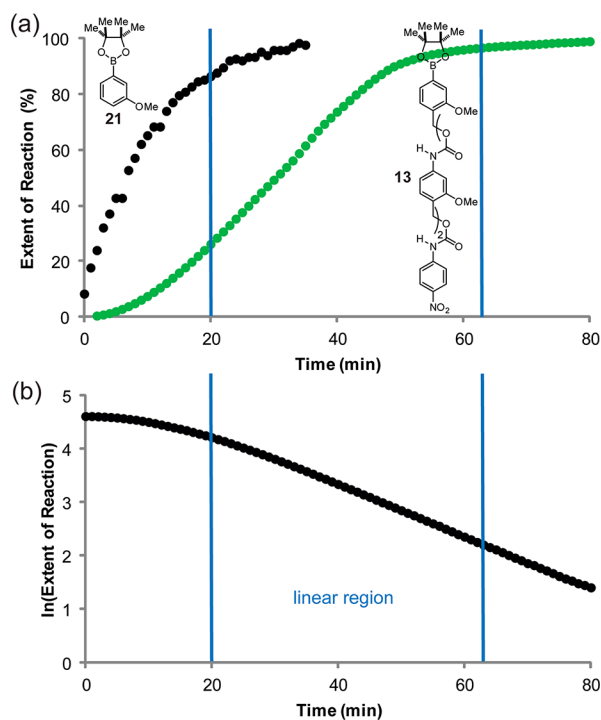 (a)
Extent of Reaction (%)
100
80
60
40
20
0
0
20
40
60
80
Time (min)
Me
Me
Me
Me
O
O
B
OMe
21
Me
Me
Me
Me
O
O
B
OMe
O
H
N
O
13
OMe
O
2
H
N
O
NO2
(b)
ln(Extent of Reaction)
5
4
3
2
1
0
linear region
0
20
40
60
80
Time (min)